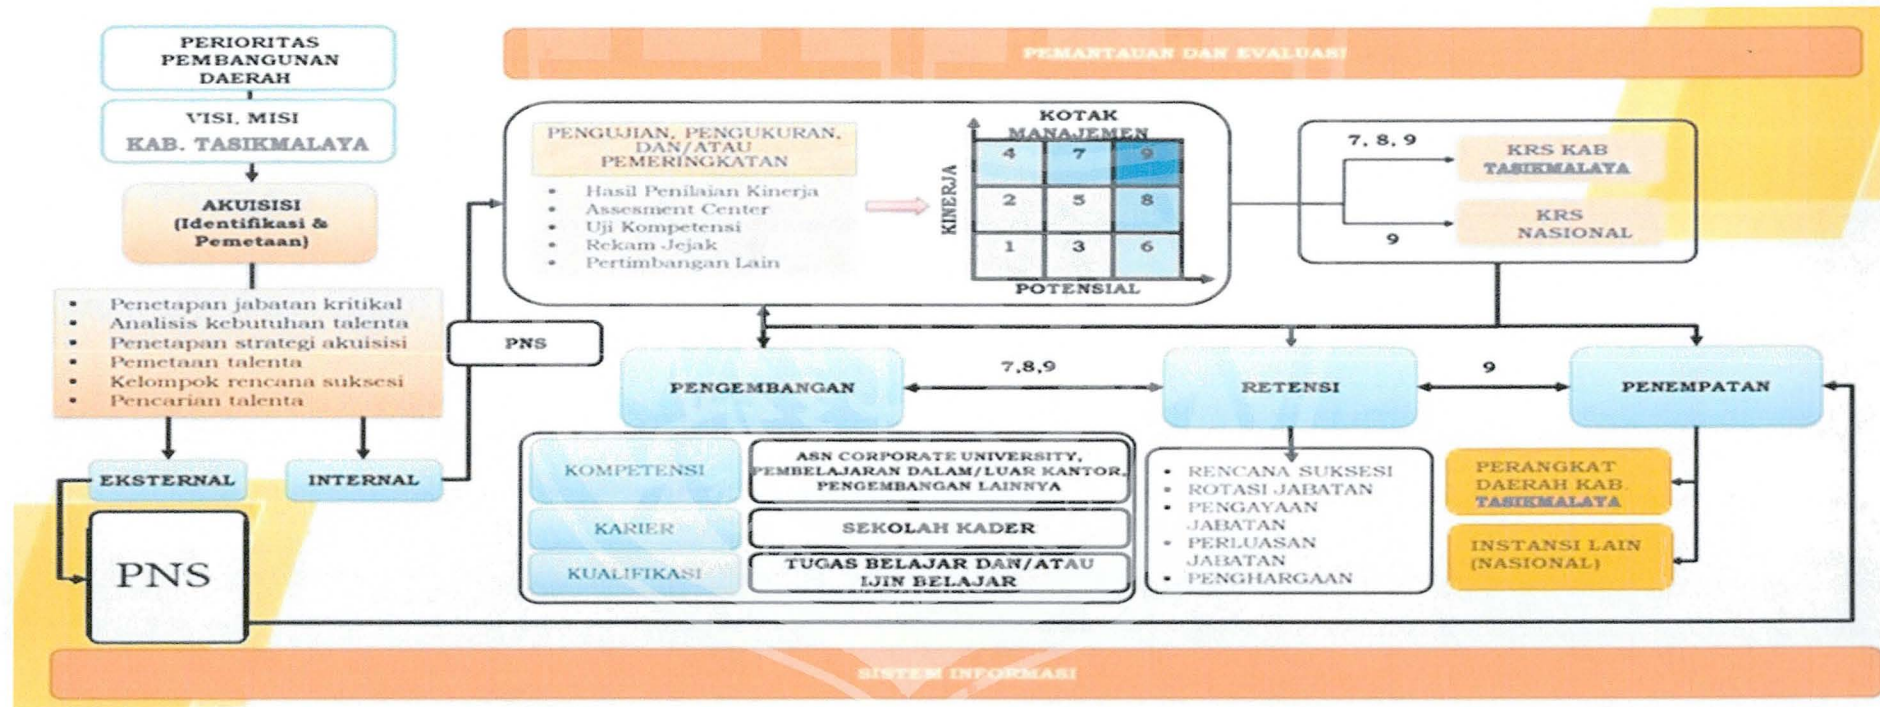 PERIORITAS
PEMBANGUNAN
DAERAH
VISI, MISI
KAB. TASIKMALAYA
AKUISISI
(Identifikasi &
Pemetaan)
• Penetapan jabatan kritikal
• Analisis kebutuhan talenta
• Penetapan strategi akuisisi
• Pemetaan talenta
• Kelompok rencana suksesi
• Pencarian talenta
EKSTERNAL
INTERNAL
PNS
PNS
PEMANTAUAN DAN EVALUASI
PENGUJIAN, PENGUKURAN,
DAN/ATAU
PEMERINGKATAN
• Hasil Penilaian Kinerja
• Assesment Center
• Uji Kompetensi
• Rekam Jejak
• Pertimbangan Lain
KOTAK
MANAJEMEN
KINERJA
4 7 9
2 5 8
1 3 6
POTENSIAL
7, 8, 9
KRS KAB
TASIKMALAYA
9
KRS
NASIONAL
PENGEMBANGAN
7,8,9
RETENSI
9
PENEMPATAN
KOMPETENSI
ASN CORPORATE UNIVERSITY,
PEMBELAJARAN DALAM/LUAR KANTOR,
PENGEMBANGAN LAINNYA
KARIER
SEKOLAH KADER
KUALIFIKASI
TUGAS BELAJAR DAN/ATAU
IJIN BELAJAR
• RENCANA SUKSESI
• ROTASI JABATAN
• PENGAYAAN
JABATAN
• PERLUASAN
JABATAN
• PENGHARGAAN
PERANGKAT
DAERAH KAB.
TASIKMALAYA
INSTANSI LAIN
(NASIONAL)
SISTEM INFORMASI